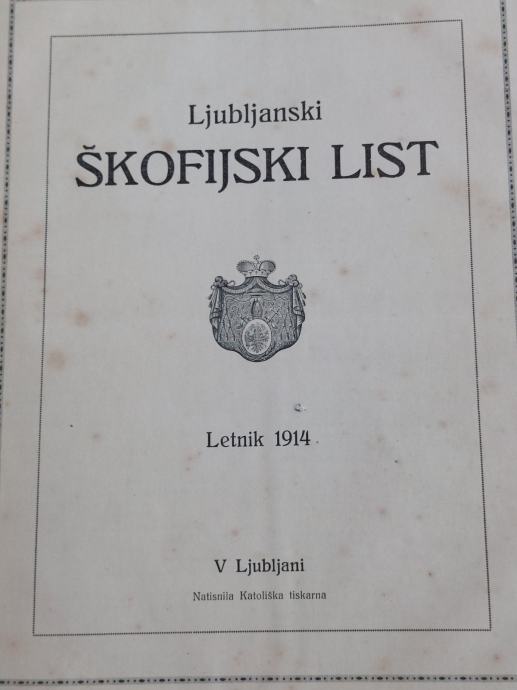 Ljubljanski
ŠKOFIJSKI LIST
Letnik 1914.
V Ljubljani
Natisnila Katoliška tiskarna